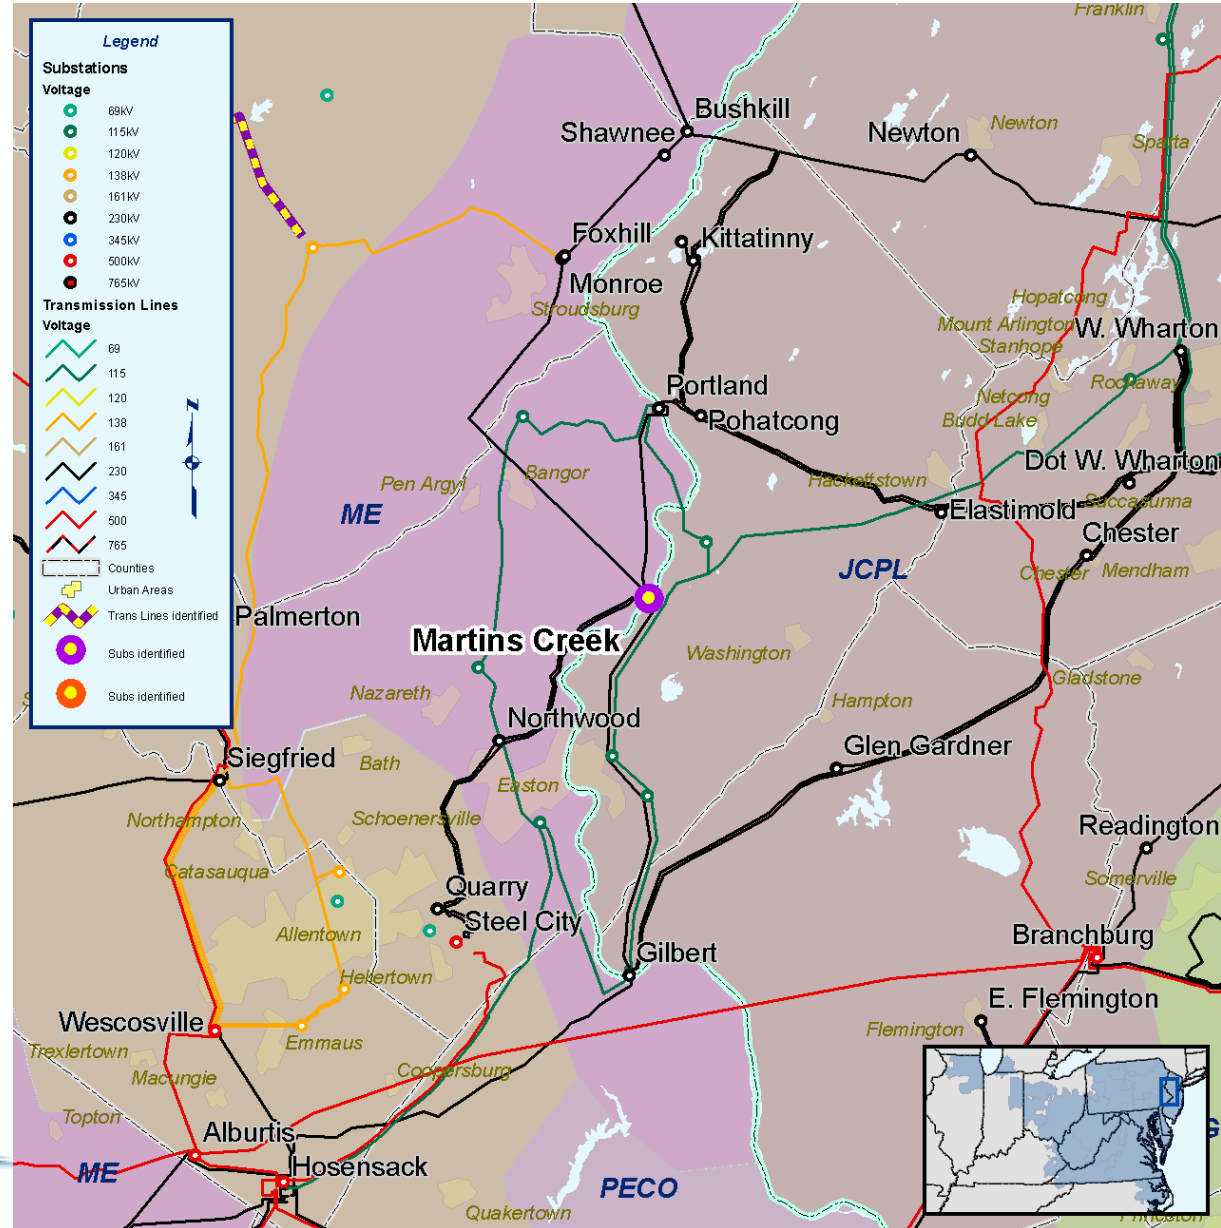 Legend
Substations
Voltage
69kV
115kV
120kV
138kV
161kV
230kV
345kV
500kV
765kV
Transmission Lines
Voltage
69
115
120
138
161
230
345
500
765
Counties
Urban Areas
Trans Lines identified
Subs identified
Subs identified
Franklin
Bushkill
Shawnee
Newton
Newton
Sparta
Foxhill
Kittatinny
Monroe
Stroudsburg
Hopatcong
Mount Arlington
W. Wharton
Stanhope
Portland
Rockaway
Netcong
Pohatcong
Budd Lake
Bangor
Dot W. Wharton
Pen Argyl
Hackettstown
Succasunna
ME
Elastimold
Chester
JCPL
Chester
Mendham
Palmerton
Martins Creek
Washington
Gladstone
Nazareth
Hampton
Northwood
Siegfried
Glen Gardner
Bath
Easton
Northampton
Schoenersville
Readington
Catasauqua
Somerville
Quarry
Steel City
Allentown
Branchburg
Gilbert
Hellertown
E. Flemington
Wescosville
Flemington
Emmaus
Trexlertown
Coopersburg
Macungie
Topton
Alburtis
G
Hosensack
ME
PECO
Quakertown